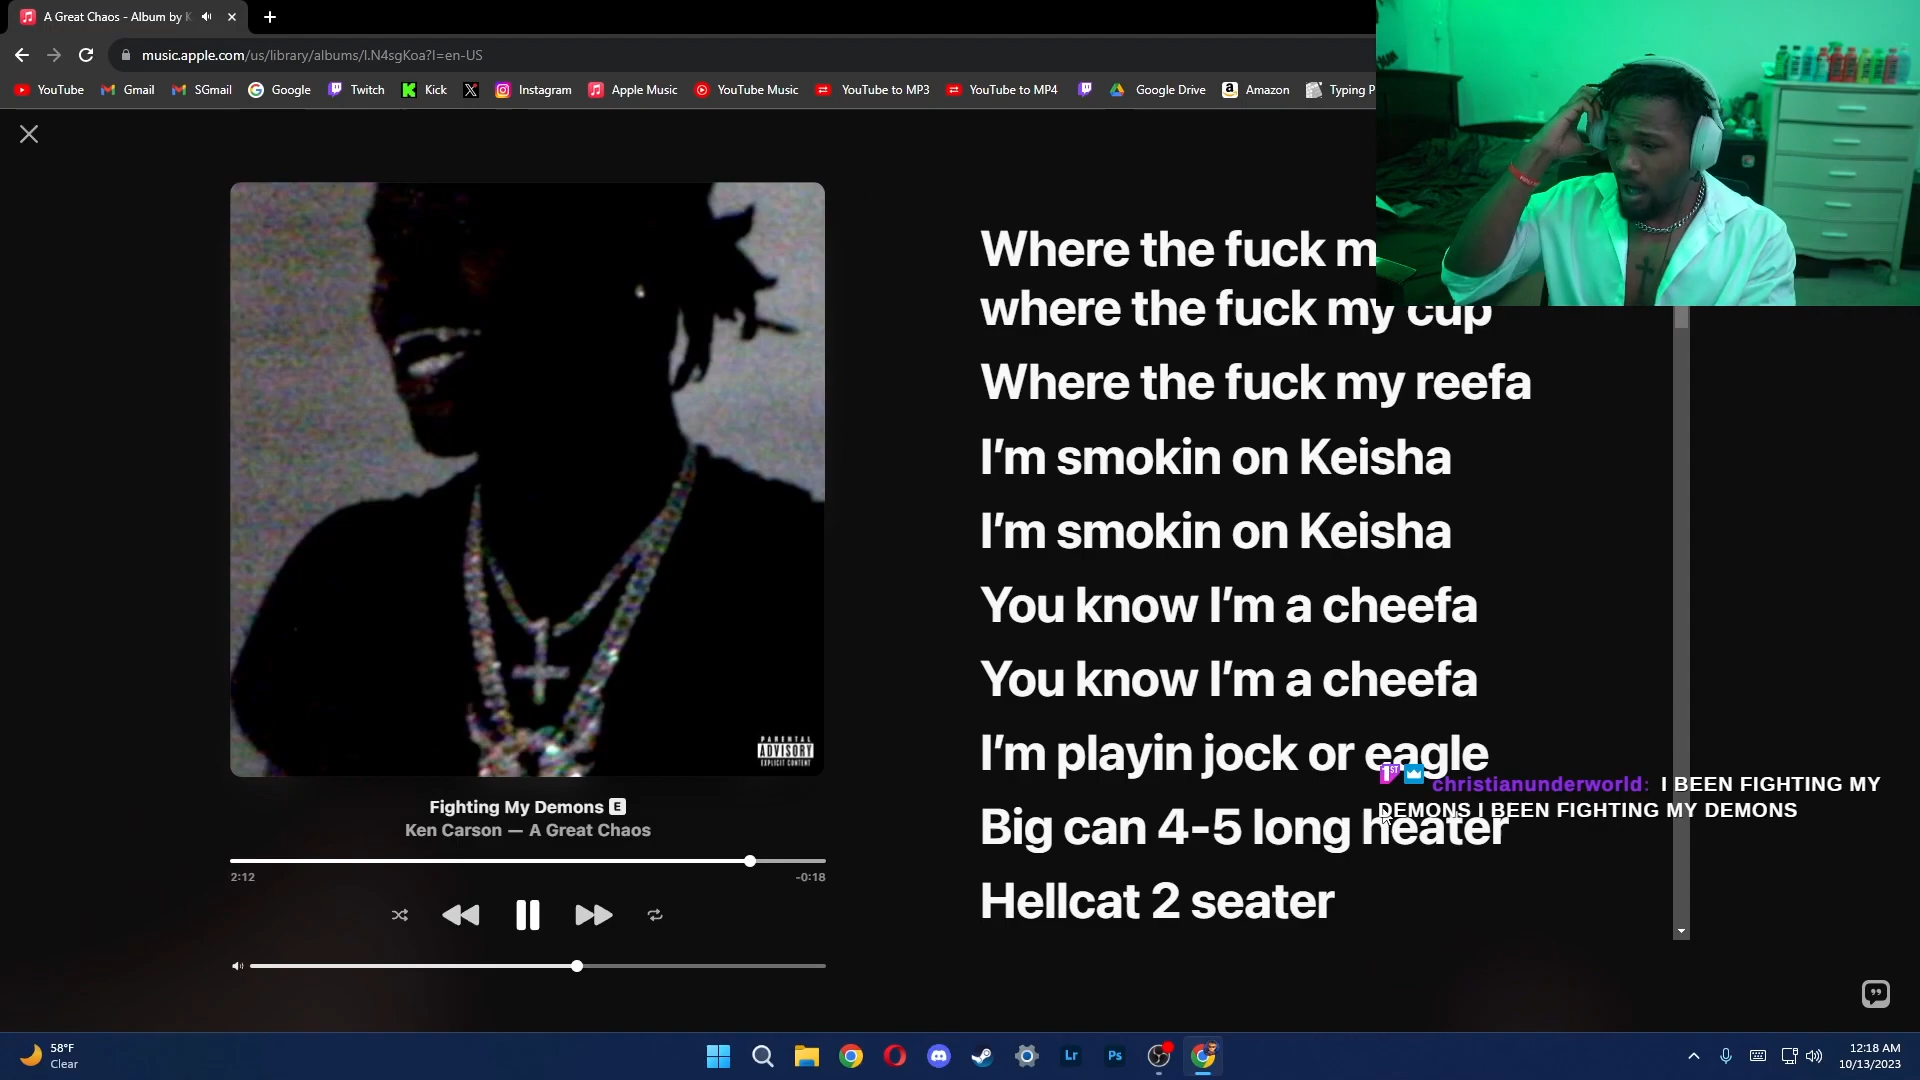 A Great Chaos - Album by K
music.apple.com/us/library/albums/l.N4sgKoa?l=en-US
YouTube Gmail SGmail Google Twitch Kick Instagram Apple Music YouTube Music YouTube to MP3 YouTube to MP4 Google Drive Amazon Typing P
Where the fuck m
where the fuck my cup
Where the fuck my reefa
I'm smokin on Keisha
I'm smokin on Keisha
You know I'm a cheefa
You know I'm a cheefa
I'm playin jock or eagle
Big can 4-5 long heater
Hellcat 2 seater
PARENTAL
ADVISORY
EXPLICIT CONTENT
1ST christianunderworld: I BEEN FIGHTING MY
DEMONS I BEEN FIGHTING MY DEMONS
Fighting My Demons E
Ken Carson — A Great Chaos
2:12 -0:18
58°F
Clear
Lr Ps
12:18 AM
10/13/2023